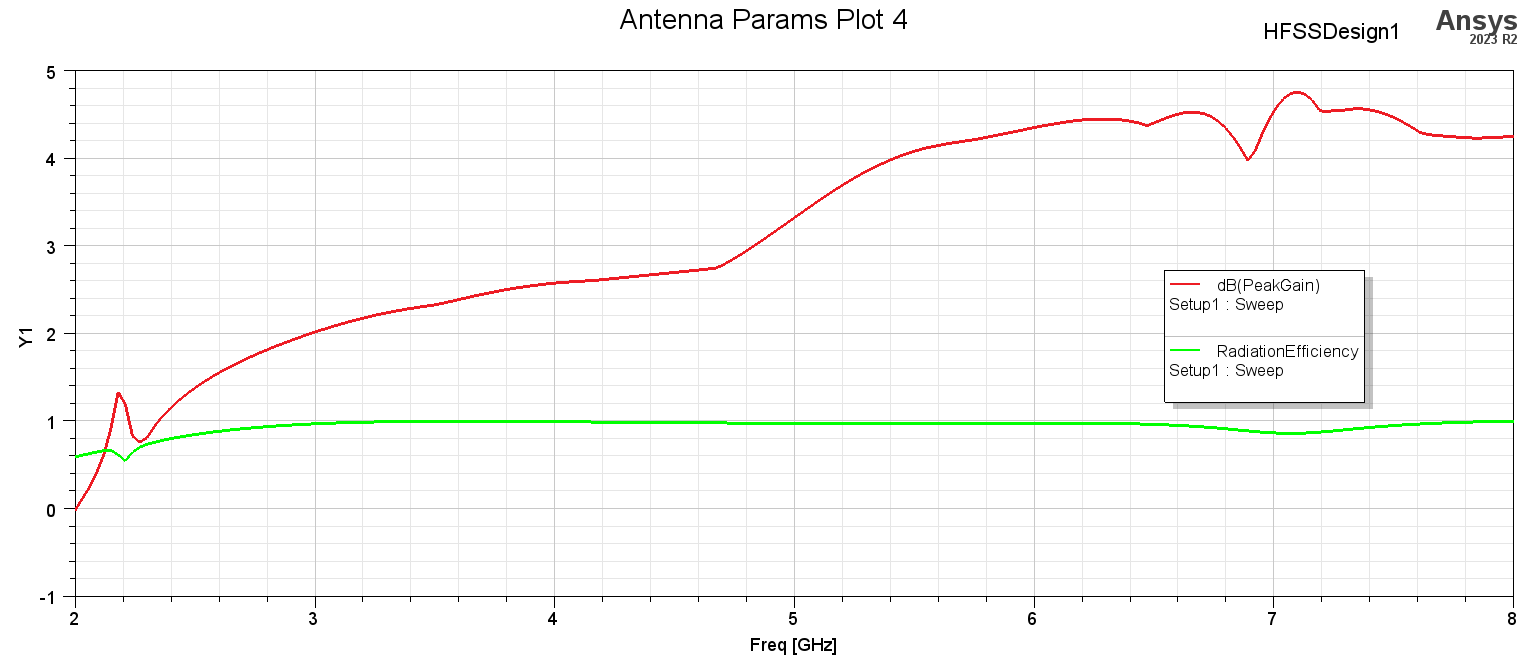 Antenna Params Plot 4
HFSSDesign1
Ansys
2023 R2
5
4
3
2
1
0
-1
Y1
dB(PeakGain)
Setup1 : Sweep
RadiationEfficiency
Setup1 : Sweep
2 3 4 5 6 7 8
Freq [GHz]